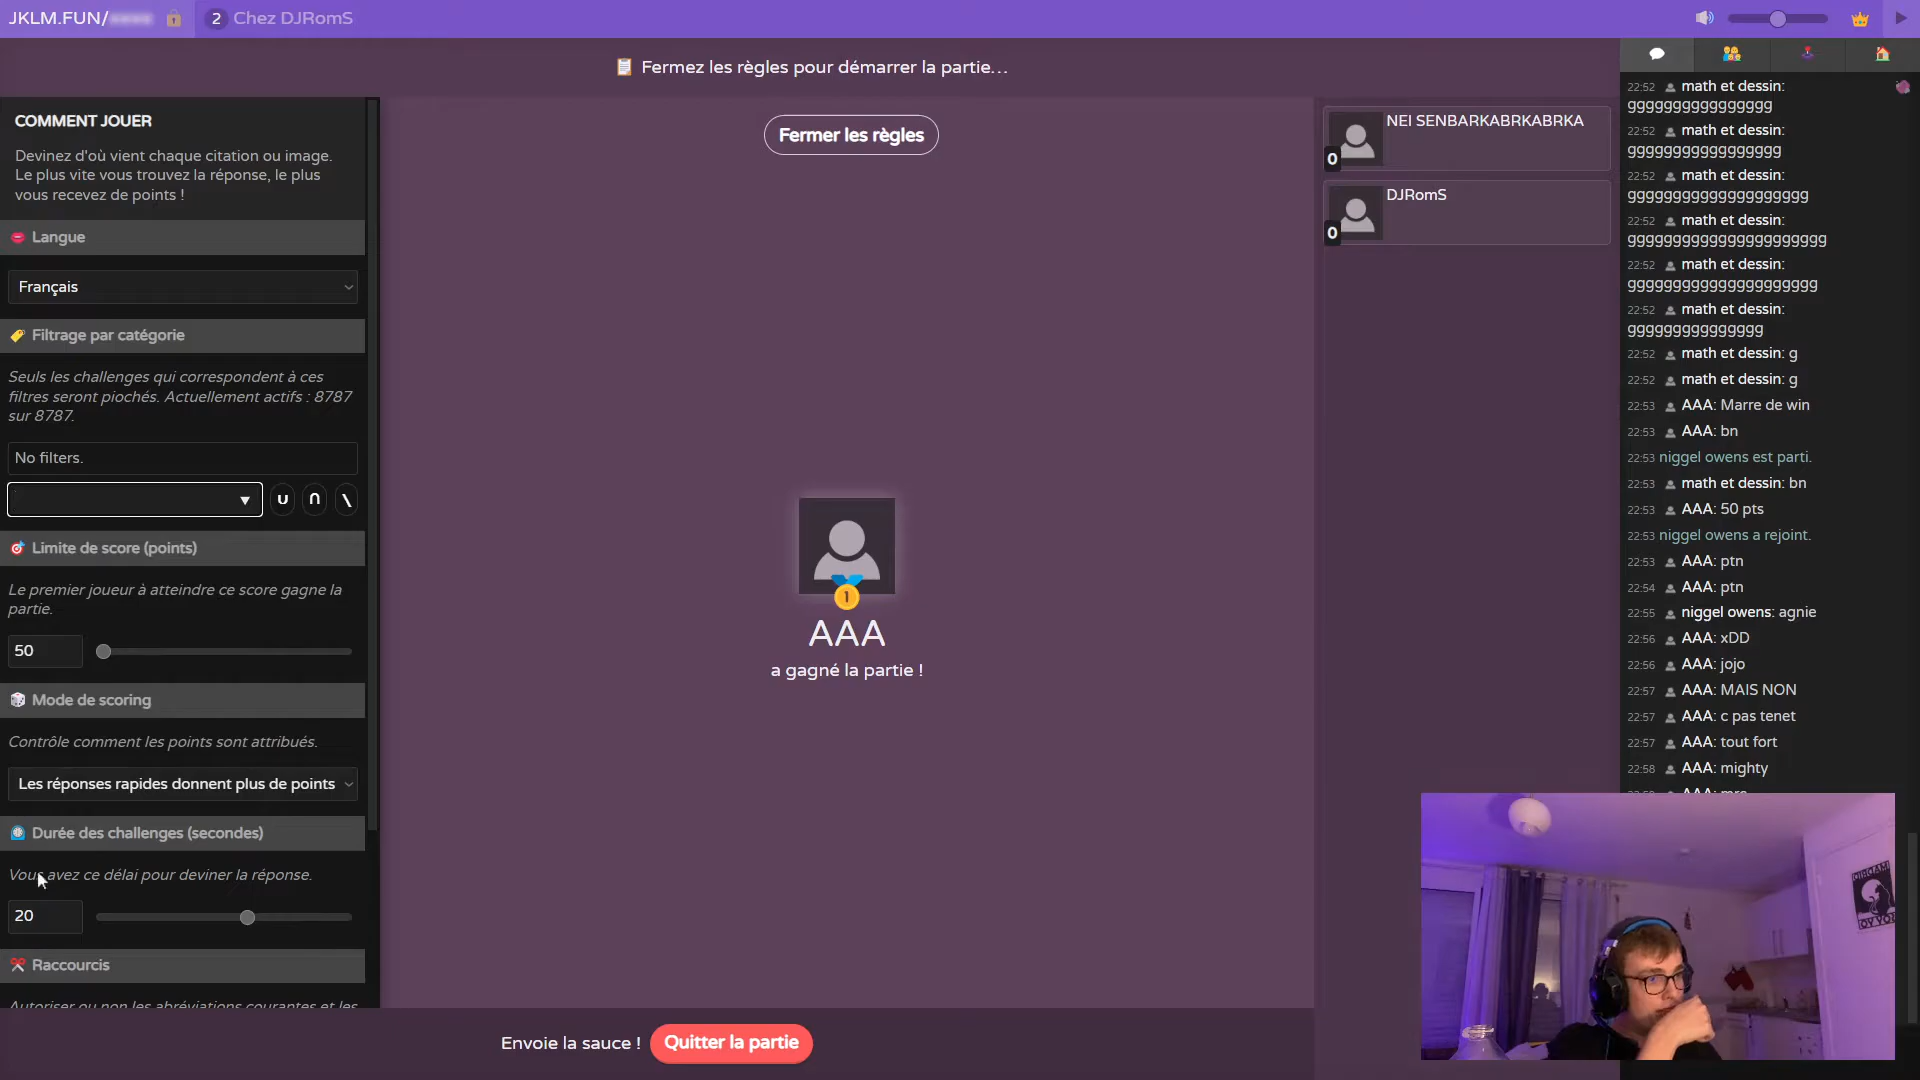 JKLM.FUN/
2 Chez DJRomS
Fermez les règles pour démarrer la partie…
COMMENT JOUER
Devinez d'où vient chaque citation ou image.
Le plus vite vous trouvez la réponse, le plus
vous recevez de points !
Langue
Français
Filtrage par catégorie
Seuls les challenges qui correspondent à ces
filtres seront piochés. Actuellement actifs : 8787
sur 8787.
No filters.
▼ ∪ ∩ \
Limite de score (points)
Le premier joueur à atteindre ce score gagne la
partie.
50
Mode de scoring
Contrôle comment les points sont attribués.
Les réponses rapides donnent plus de points
Durée des challenges (secondes)
Vous avez ce délai pour deviner la réponse.
20
Raccourcis
Autoriser ou non les abréviations courantes et les
Fermer les règles
1
AAA
a gagné la partie !
Envoie la sauce ! Quitter la partie
NEI SENBARKABRKABRKA
0
DJRomS
0
22:52 math et dessin:
gggggggggggggggg
22:52 math et dessin:
ggggggggggggggggg
22:52 math et dessin:
gggggggggggggggggggg
22:52 math et dessin:
gggggggggggggggggggggg
22:52 math et dessin:
ggggggggggggggggggggg
22:52 math et dessin:
ggggggggggggggg
22:52 math et dessin: g
22:52 math et dessin: g
22:53 AAA: Marre de win
22:53 AAA: bn
22:53 niggel owens est parti.
22:53 math et dessin: bn
22:53 AAA: 50 pts
22:53 niggel owens a rejoint.
22:53 AAA: ptn
22:54 AAA: ptn
22:55 niggel owens: agnie
22:56 AAA: xDD
22:56 AAA: jojo
22:57 AAA: MAIS NON
22:57 AAA: c pas tenet
22:57 AAA: tout fort
22:58 AAA: mighty